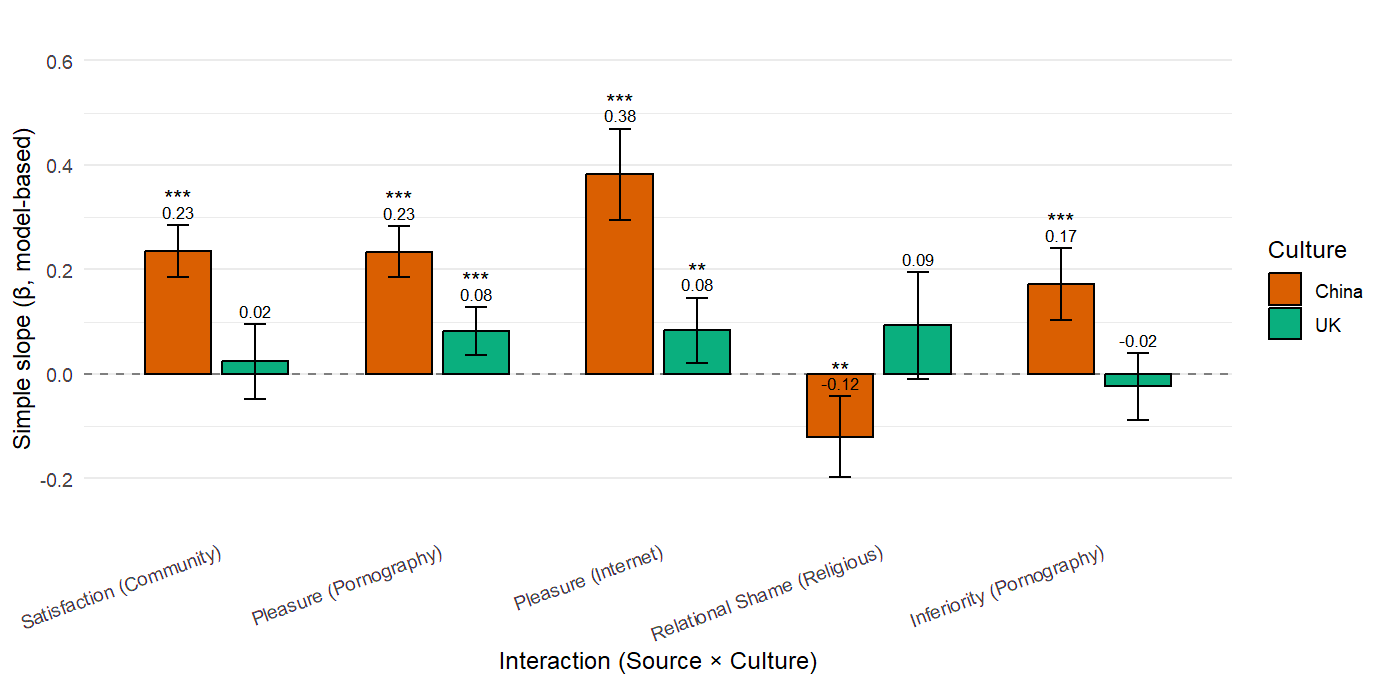 0.6
0.4
0.2
0.0
-0.2
Simple slope (β, model-based)
***
0.23
0.02
***
0.23
***
0.08
***
0.38
**
0.08
**
-0.12
0.09
***
0.17
-0.02
Satisfaction (Community)
Pleasure (Pornography)
Pleasure (Internet)
Relational Shame (Religious)
Inferiority (Pornography)
Interaction (Source × Culture)
Culture
China
UK